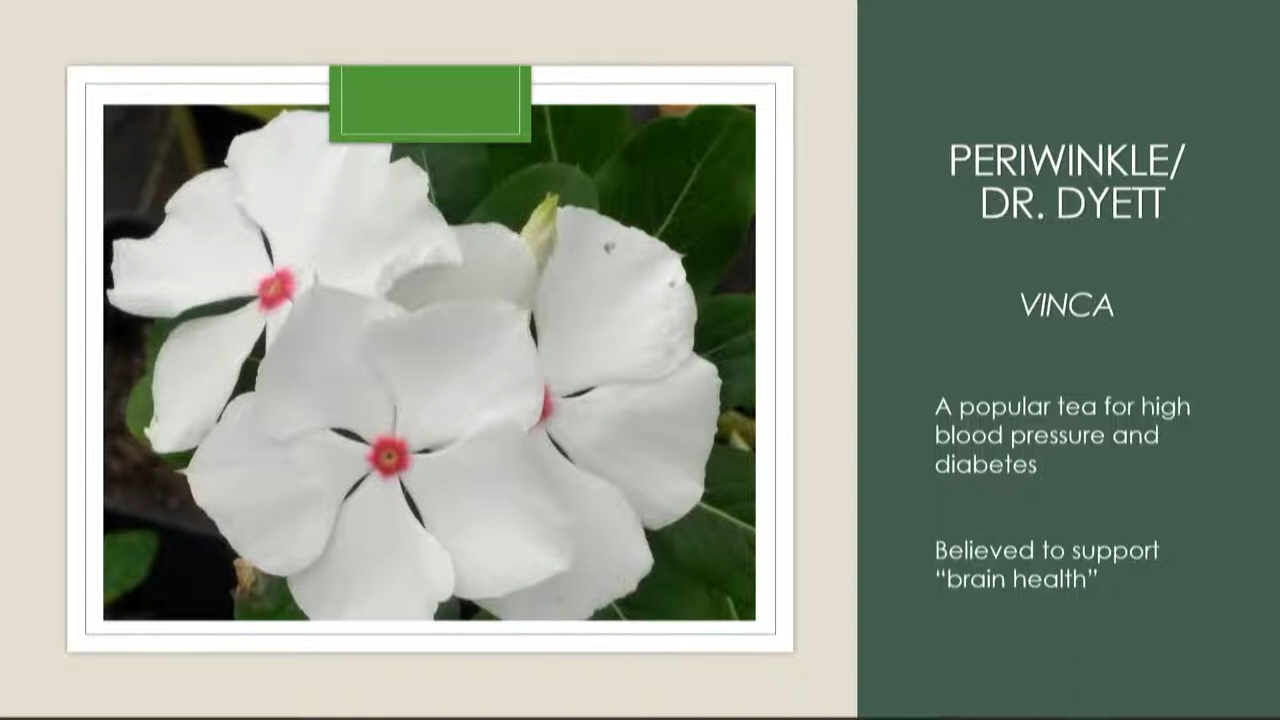 PERIWINKLE/
DR. DYETT
VINCA
A popular tea for high
blood pressure and
diabetes
Believed to support
“brain health”